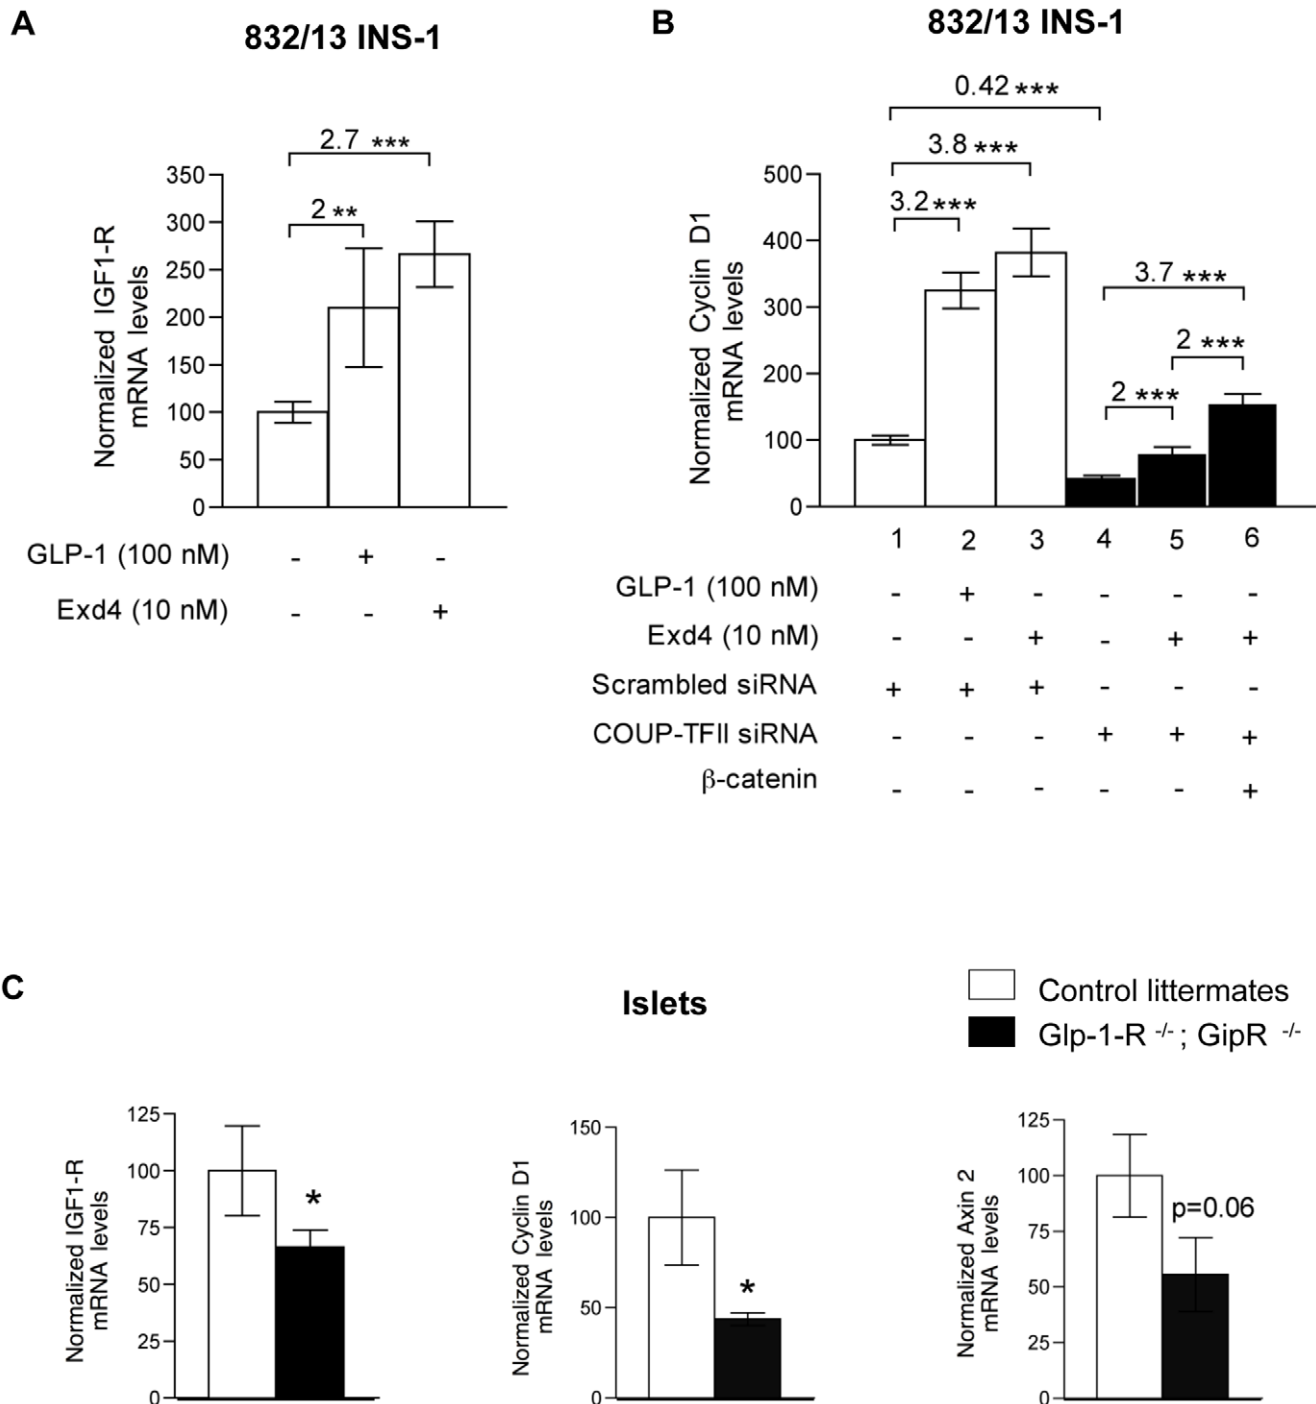 A
832/13 INS-1
2.7 ***
2 **
350
300
250
200
150
100
50
0
Normalized IGF1-R
mRNA levels
GLP-1 (100 nM) - + -
Exd4 (10 nM) - - +
B
832/13 INS-1
0.42 ***
3.8 ***
3.2 ***
3.7 ***
2 ***
2 ***
500
400
300
200
100
0
Normalized Cyclin D1
mRNA levels
1 2 3 4 5 6
GLP-1 (100 nM) - + - - - -
Exd4 (10 nM) - - + - + +
Scrambled siRNA + + + - - -
COUP-TFII siRNA - - - + + +
β-catenin - - - - - +
C
Islets
Control littermates
Glp-1-R -/- ; GipR -/-
125
100
75
50
25
0
Normalized IGF1-R
mRNA levels
*
150
100
50
0
Normalized Cyclin D1
mRNA levels
*
125
100
75
50
25
0
Normalized Axin 2
mRNA levels
p=0.06